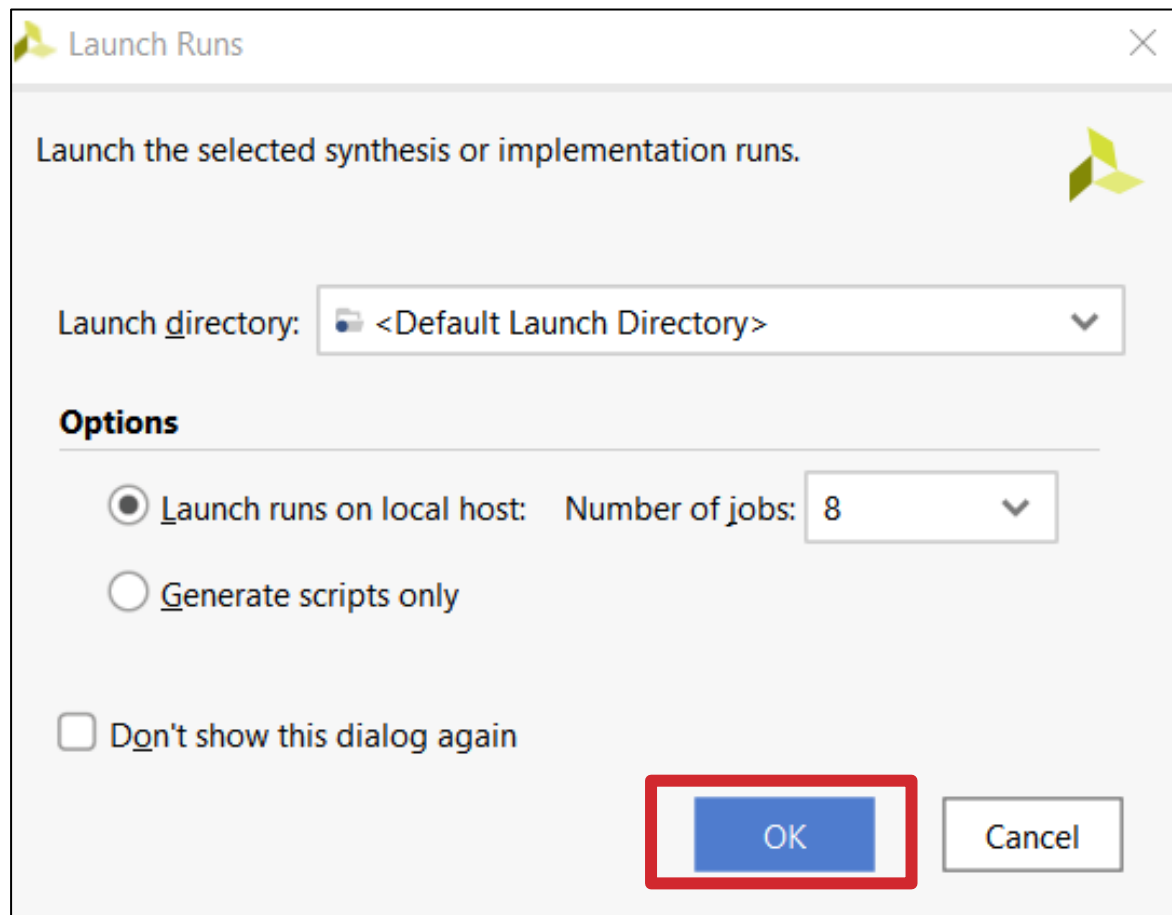 Launch Runs
Launch the selected synthesis or implementation runs.
Launch directory: <Default Launch Directory>
Options
Launch runs on local host: Number of jobs: 8
Generate scripts only
Don't show this dialog again
OK Cancel